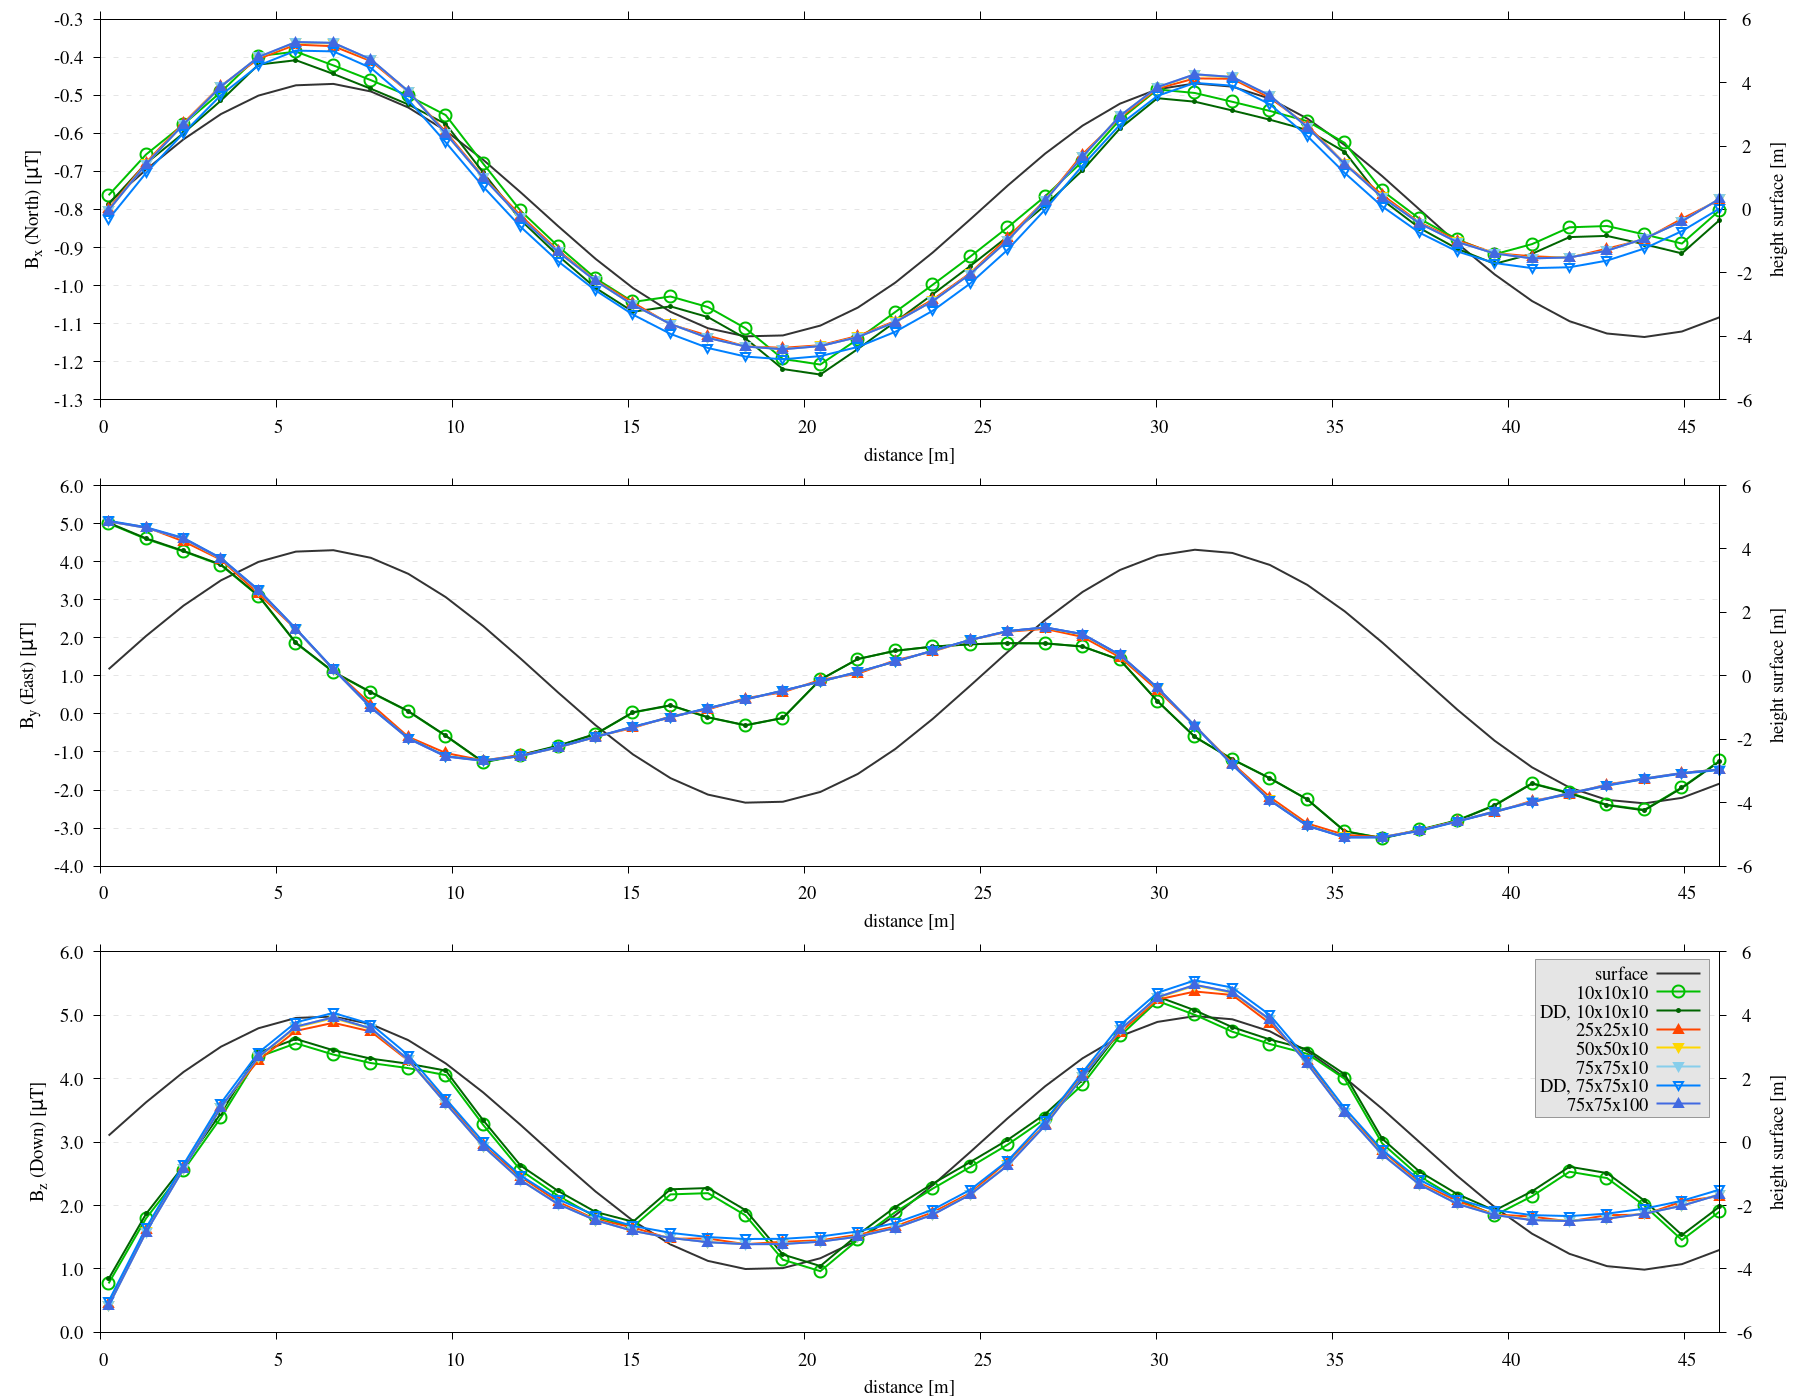 -0.3
-0.4
-0.5
-0.6
-0.7
-0.8
-0.9
-1.0
-1.1
-1.2
-1.3
Bx (North) [µT]
6
4
2
0
-2
-4
-6
height surface [m]
0 5 10 15 20 25 30 35 40 45
distance [m]
6.0
5.0
4.0
3.0
2.0
1.0
0.0
-1.0
-2.0
-3.0
-4.0
By (East) [µT]
6
4
2
0
-2
-4
-6
height surface [m]
0 5 10 15 20 25 30 35 40 45
distance [m]
6.0
5.0
4.0
3.0
2.0
1.0
0.0
Bz (Down) [µT]
surface
10x10x10
DD, 10x10x10
25x25x10
50x50x10
75x75x10
DD, 75x75x10
75x75x100
6
4
2
0
-2
-4
-6
height surface [m]
0 5 10 15 20 25 30 35 40 45
distance [m]